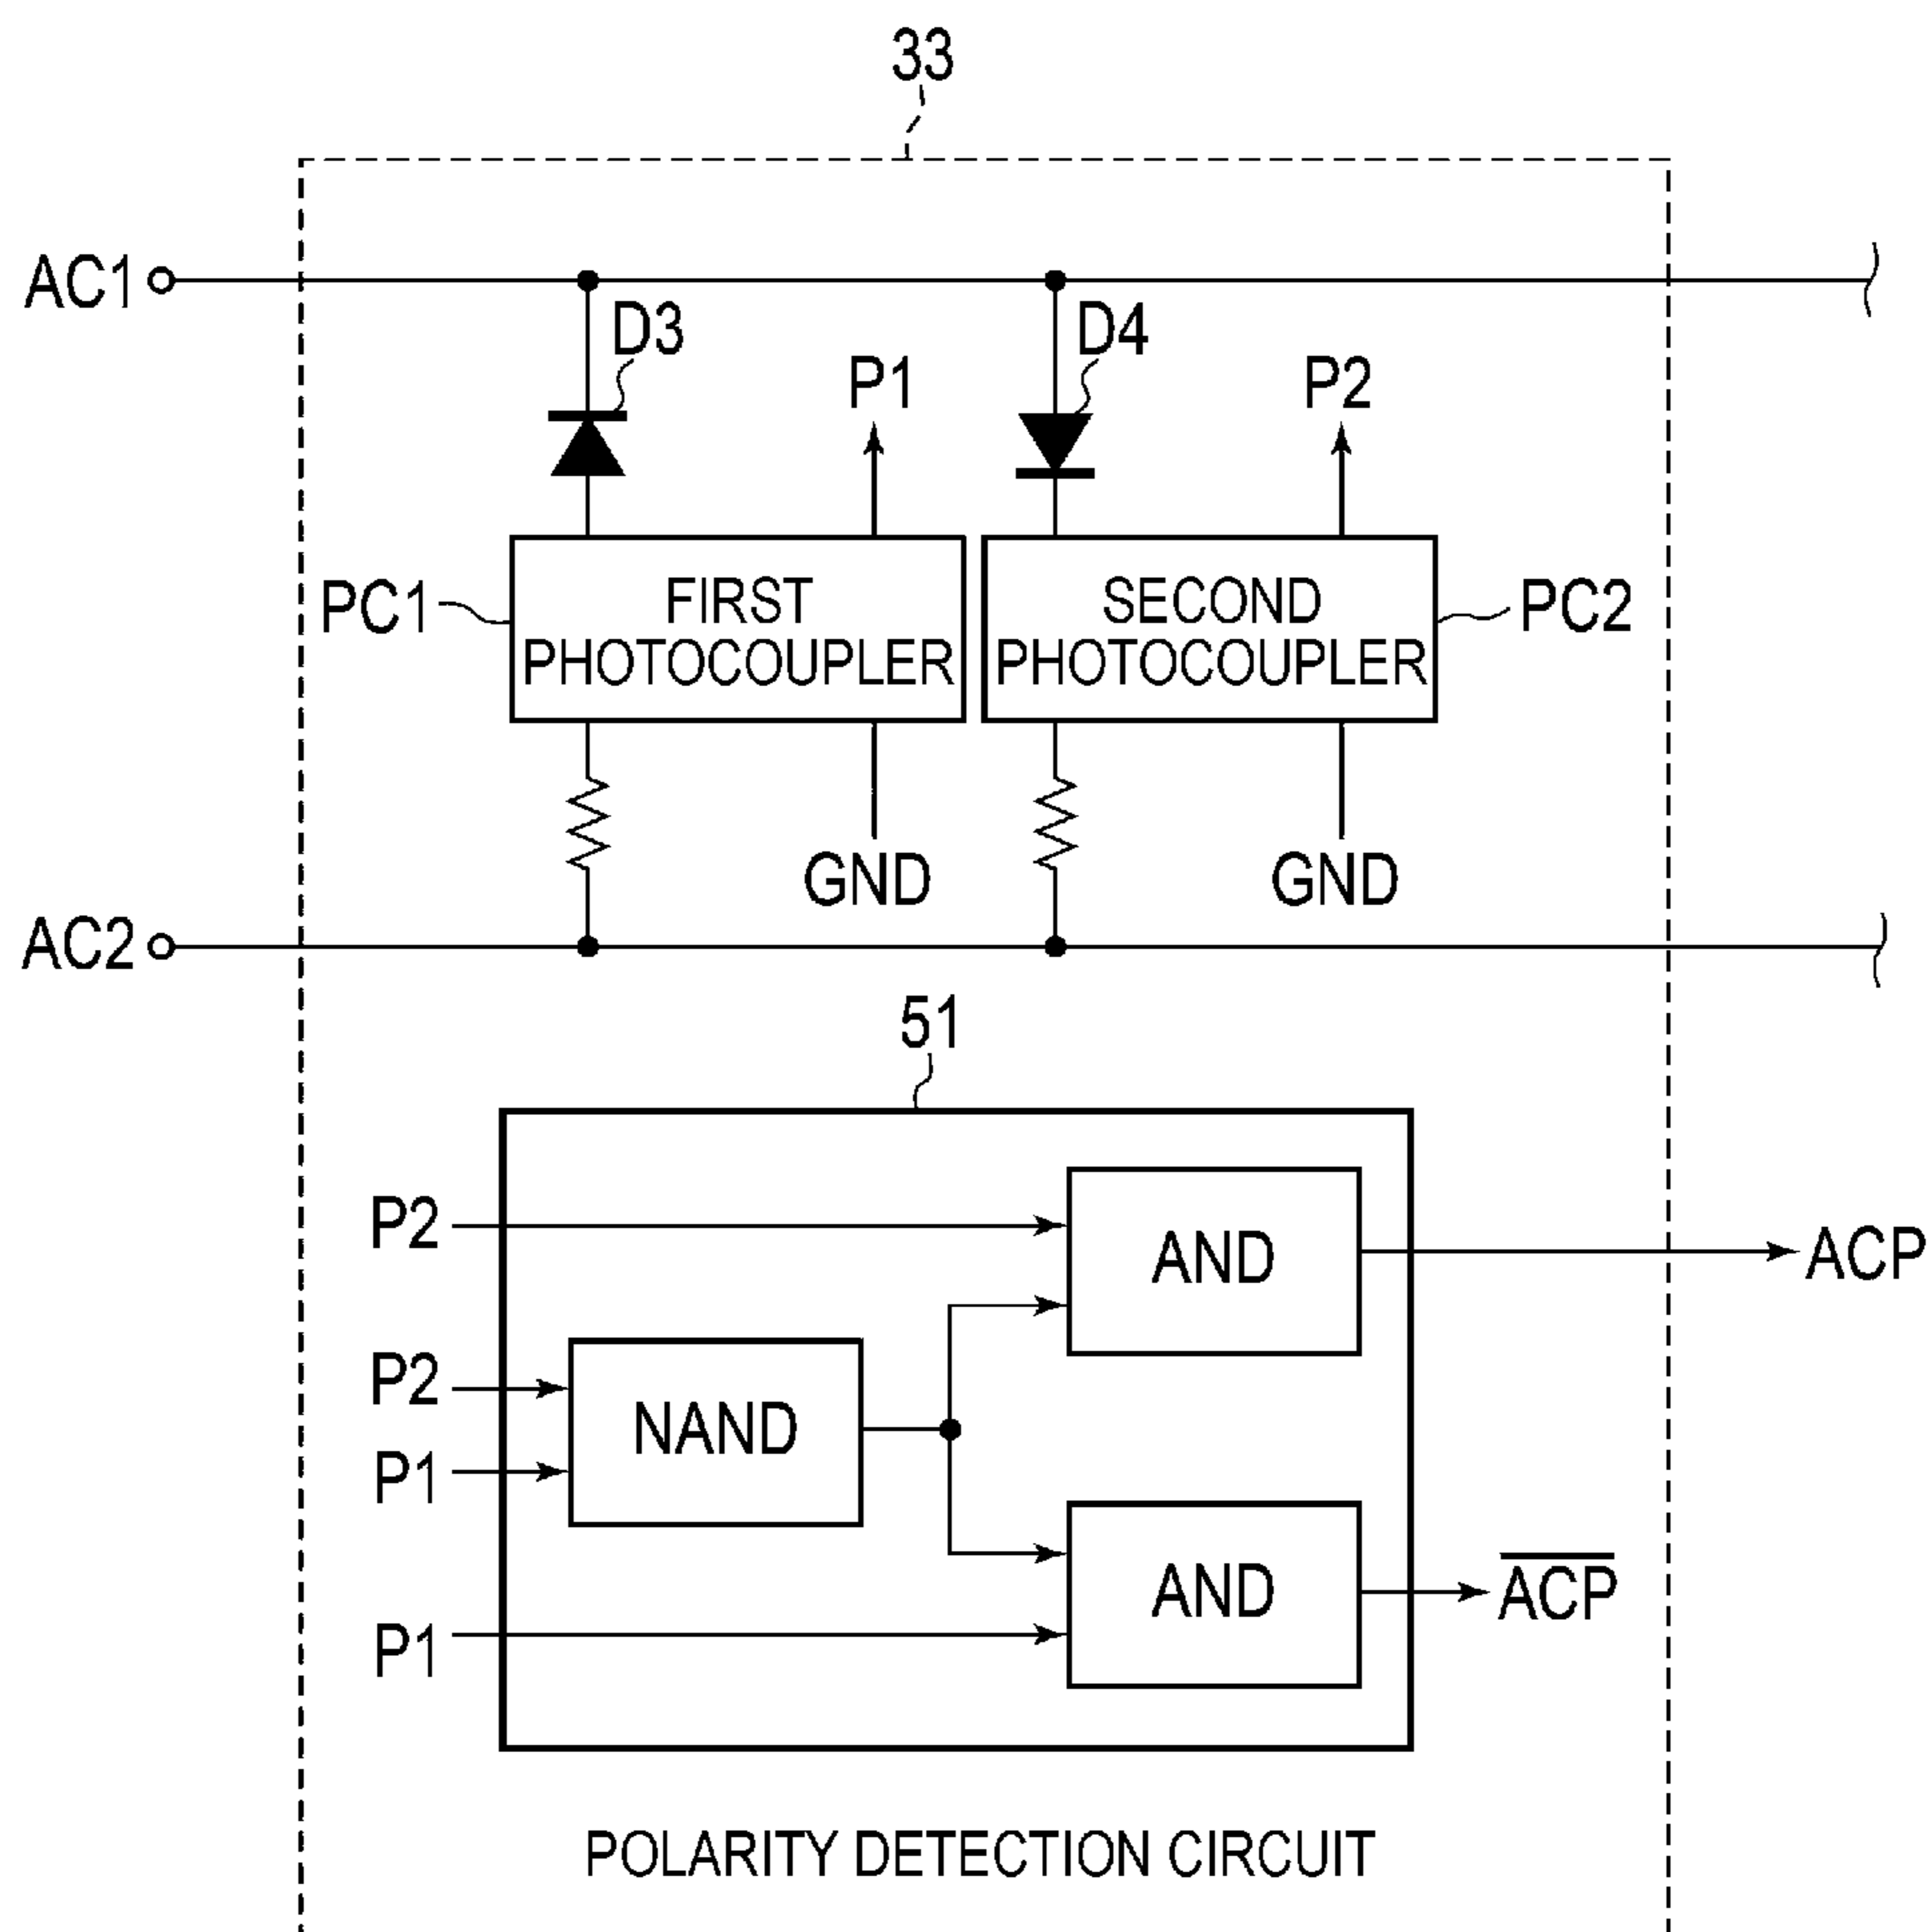 33
AC1
D3
D4
P1
P2
PC1
FIRST
PHOTOCOUPLER
SECOND
PHOTOCOUPLER
PC2
GND
GND
AC2
51
P2
AND
ACP
P2
NAND
P1
AND
A̅C̅P̅
P1
POLARITY DETECTION CIRCUIT